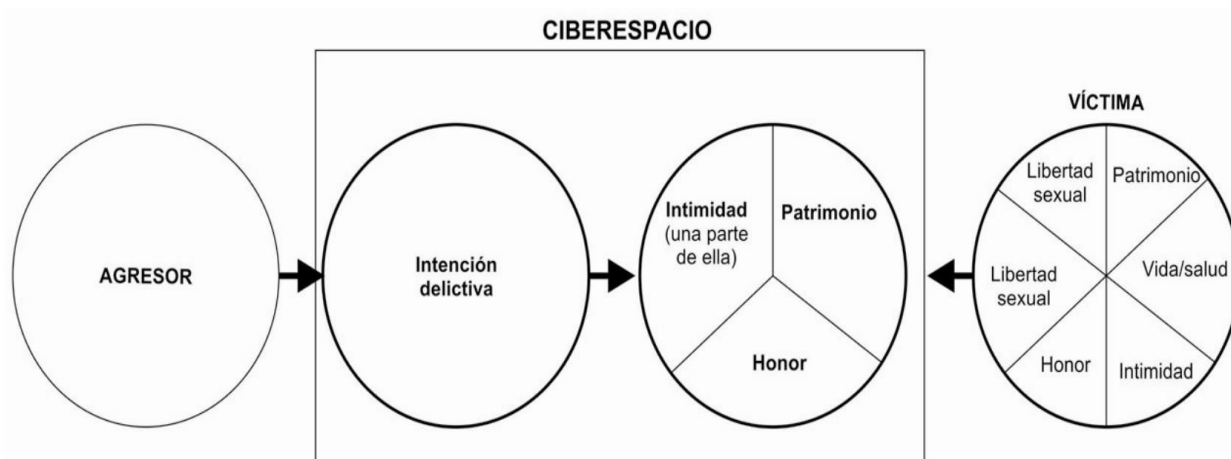 CIBERESPACIO
AGRESOR
Intención
delictiva
Intimidad
(una parte
de ella)
Patrimonio
Honor
VÍCTIMA
Libertad
sexual
Patrimonio
Libertad
sexual
Vida/salud
Honor
Intimidad